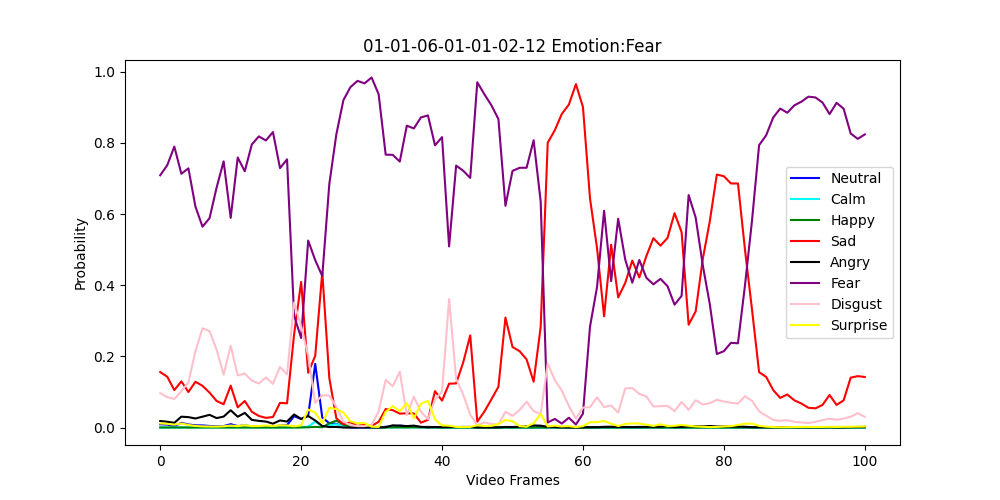 01-01-06-01-01-02-12 Emotion:Fear
1.0
0.8
0.6
0.4
0.2
0.0
Probability
0
20
40
60
80
100
Video Frames
Neutral
Calm
Happy
Sad
Angry
Fear
Disgust
Surprise